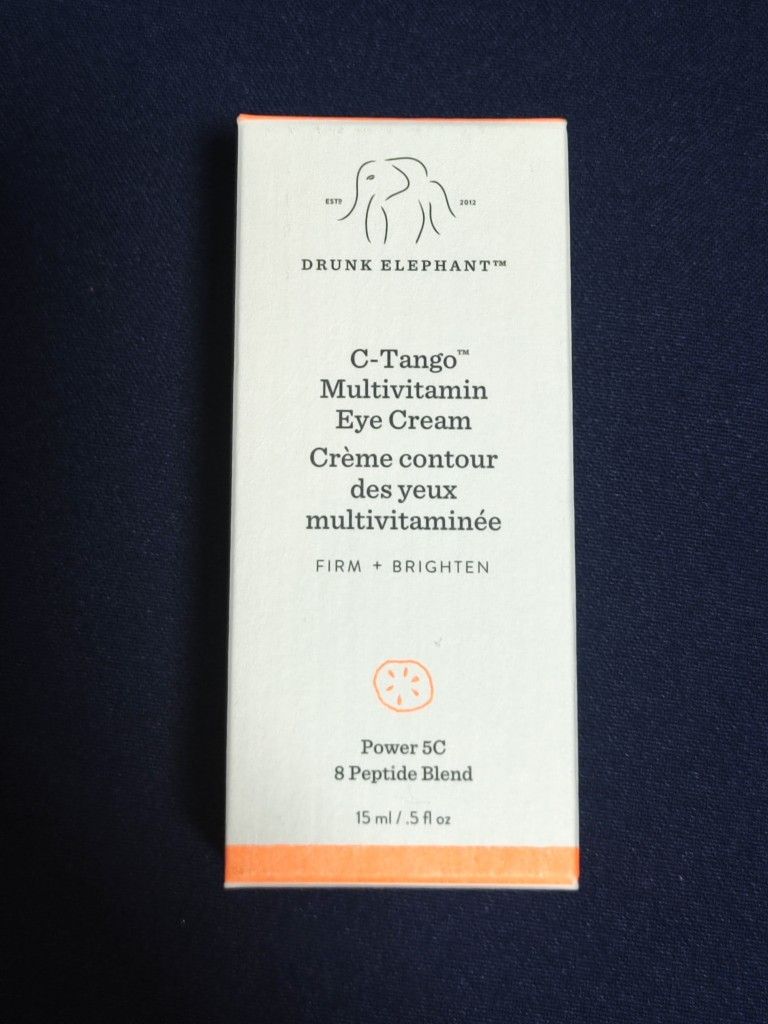 ESTD 2012
DRUNK ELEPHANT™
C-Tango™
Multivitamin
Eye Cream
Crème contour
des yeux
multivitaminée
FIRM + BRIGHTEN
Power 5C
8 Peptide Blend
15 ml / .5 fl oz